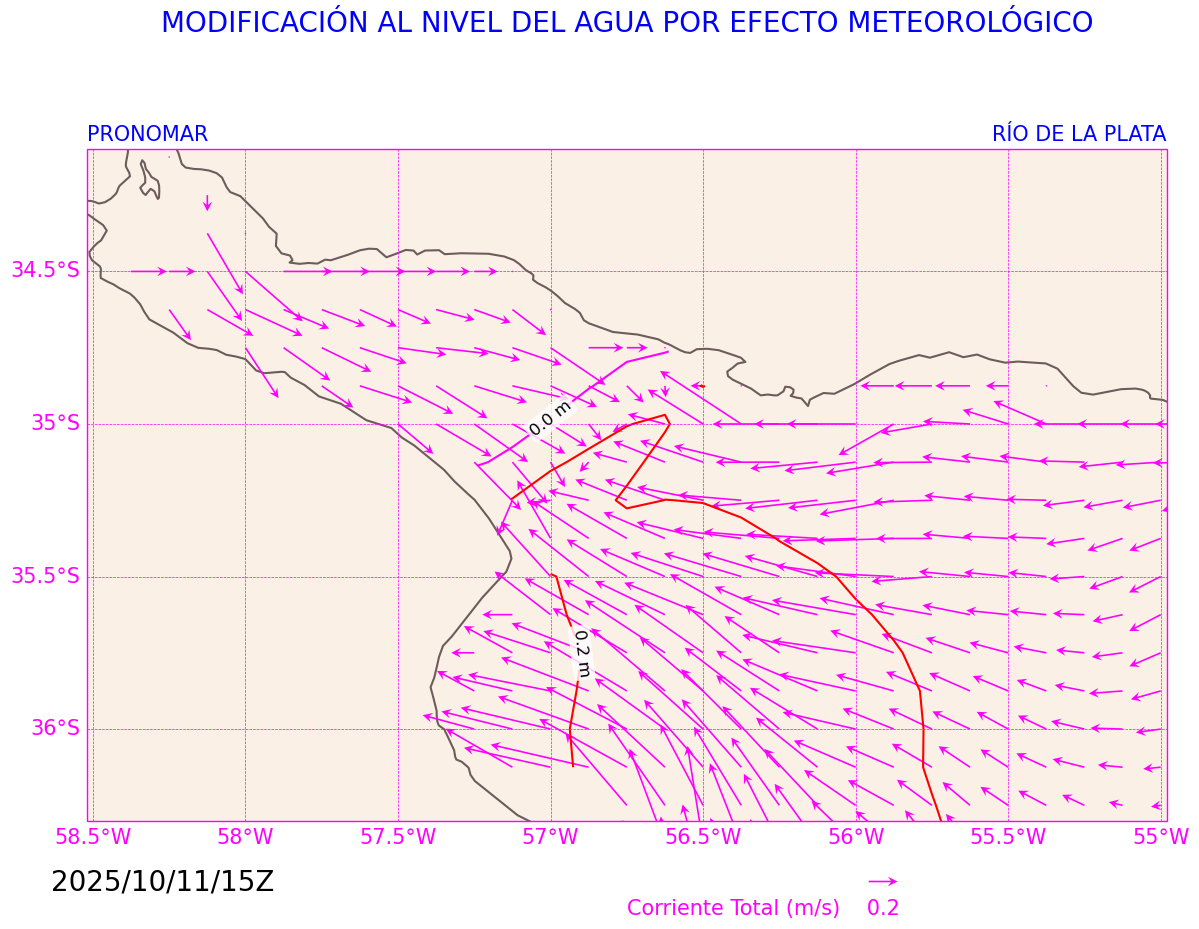 MODIFICACIÓN AL NIVEL DEL AGUA POR EFECTO METEOROLÓGICO
PRONOMAR
RÍO DE LA PLATA
34.5°S
35°S
35.5°S
36°S
0.0 m
0.2 m
58.5°W
58°W
57.5°W
57°W
56.5°W
56°W
55.5°W
55°W
2025/10/11/15Z
Corriente Total (m/s) 0.2